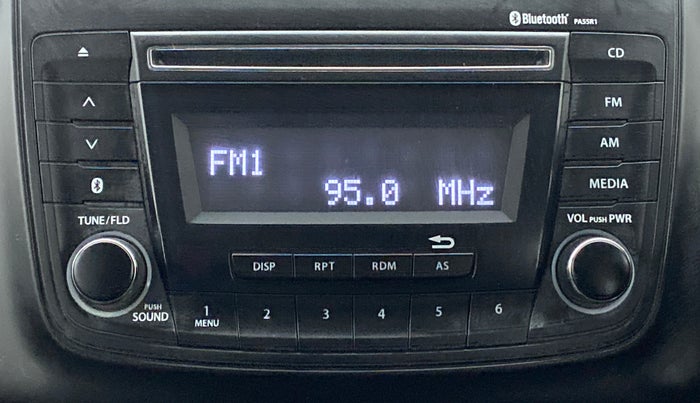 Bluetooth® PA55R1
CD
FM
AM
MEDIA
FM1
95.0 MHz
TUNE/FLD
VOL PUSH PWR
DISP RPT RDM AS
PUSH
SOUND
1 2 3 4 5 6
MENU